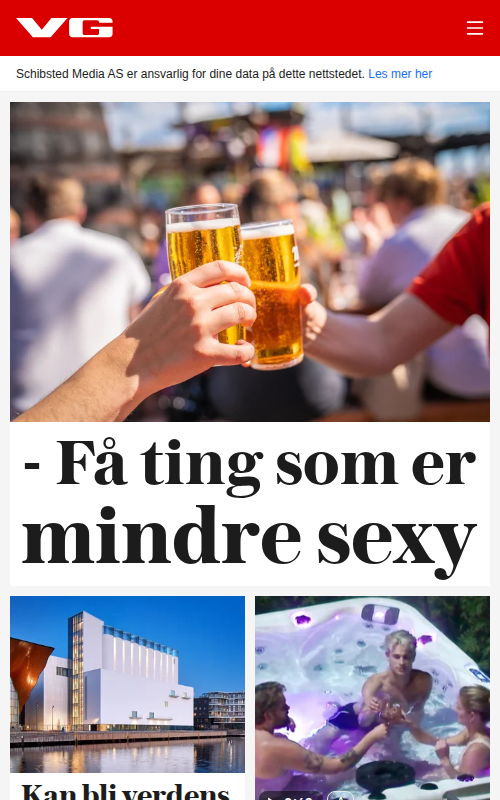 VG
Schibsted Media AS er ansvarlig for dine data på dette nettstedet. Les mer her
- Få ting som er
mindre sexy
Kan bli verdens